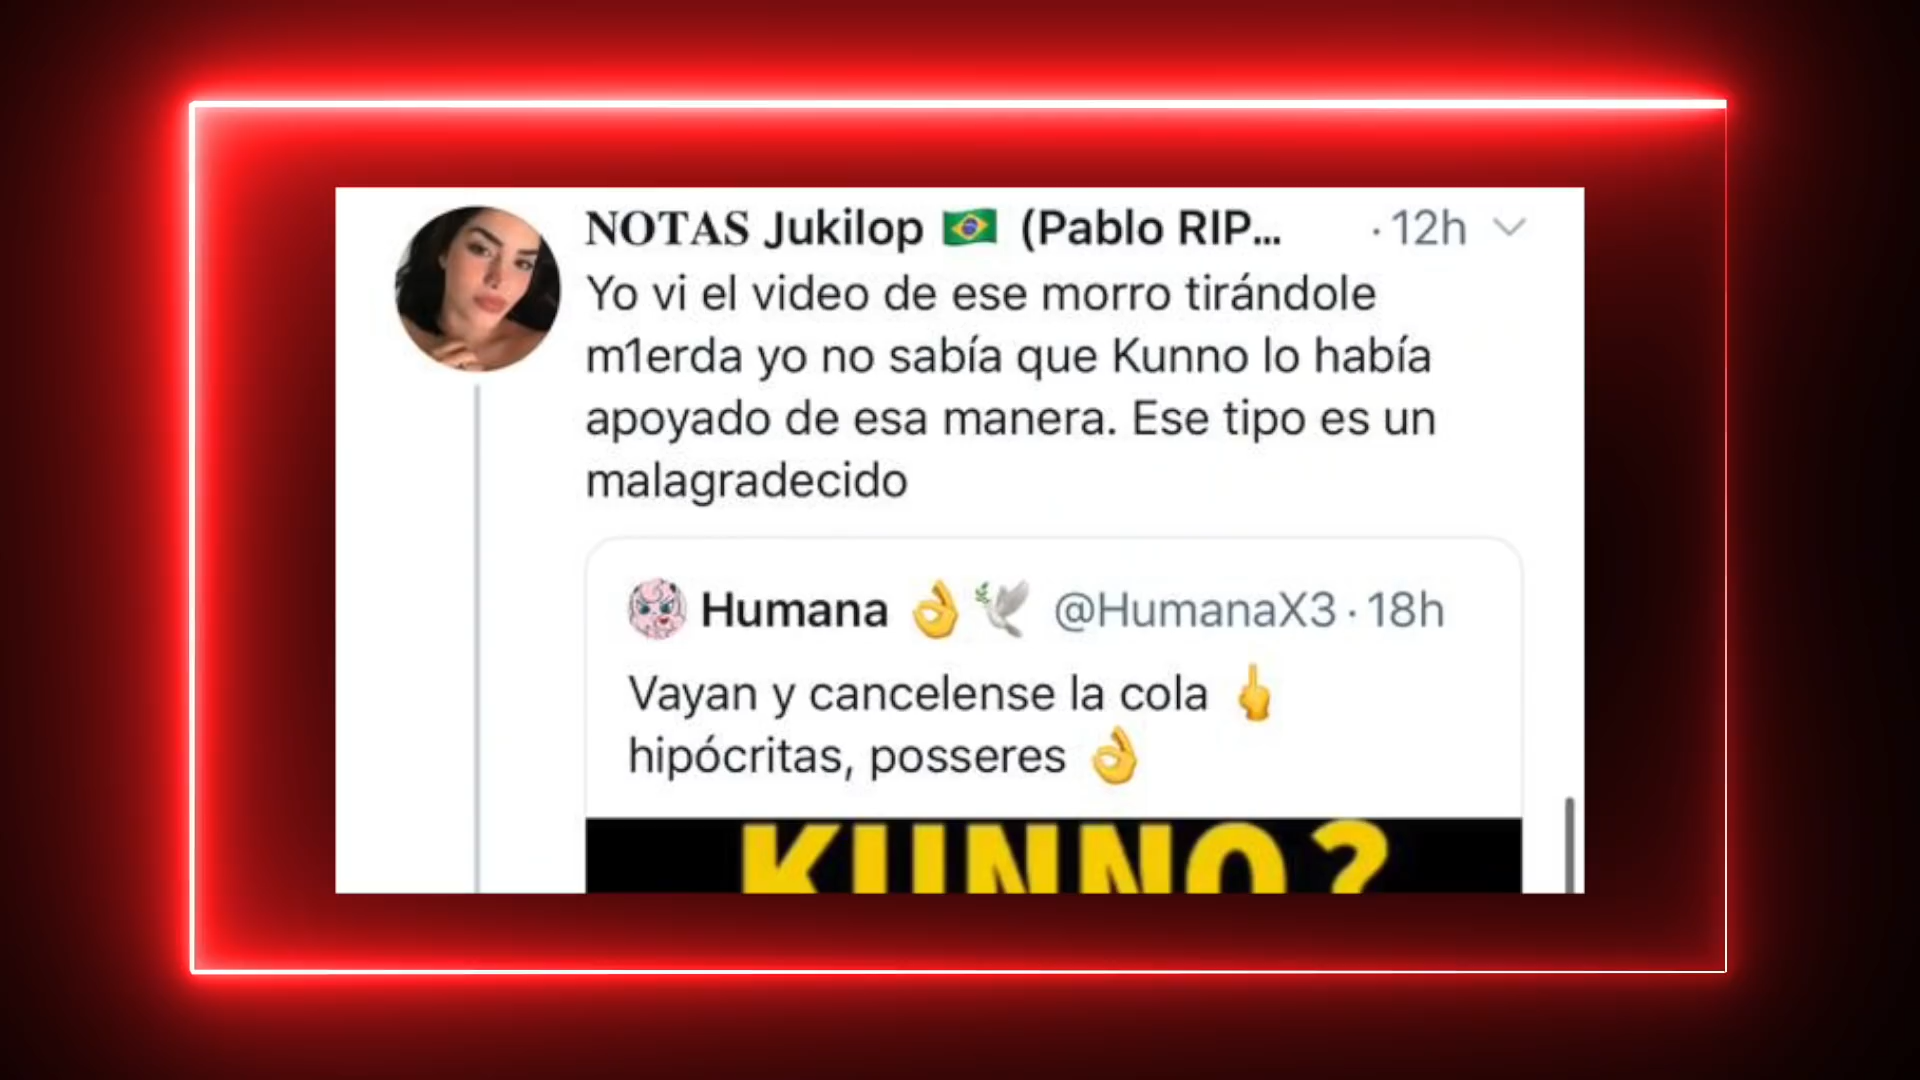 NOTAS Jukilop 🇧🇷 (Pablo RIP... · 12h
Yo vi el video de ese morro tirándole
m1erda yo no sabía que Kunno lo había
apoyado de esa manera. Ese tipo es un
malagradecido
Humana 👌🕊️ @HumanaX3 · 18h
Vayan y cancelense la cola 🖕
hipócritas, posseres 👌
KUNNO?